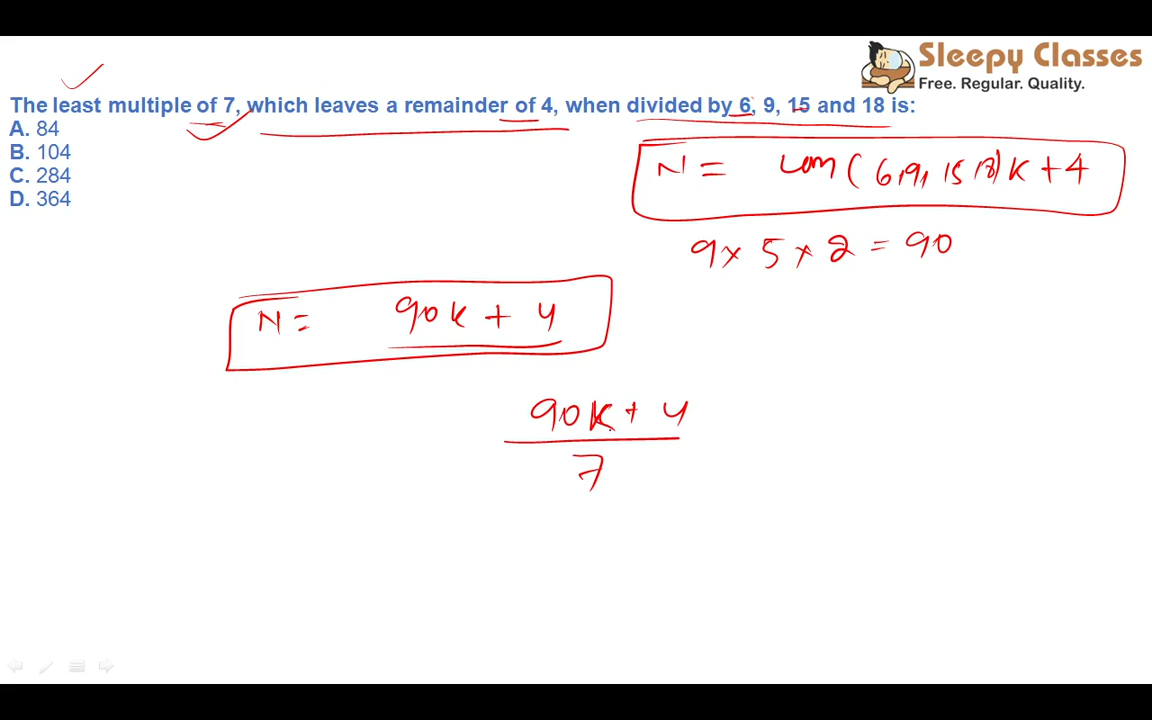 Sleepy Classes
Free. Regular. Quality.
The least multiple of 7, which leaves a remainder of 4, when divided by 6, 9, 15 and 18 is:
A. 84
B. 104
C. 284
D. 364
N = LCM (6, 9, 15 18) K + 4
9 x 5 x 2 = 90
N = 90K + 4
90K + 4
7